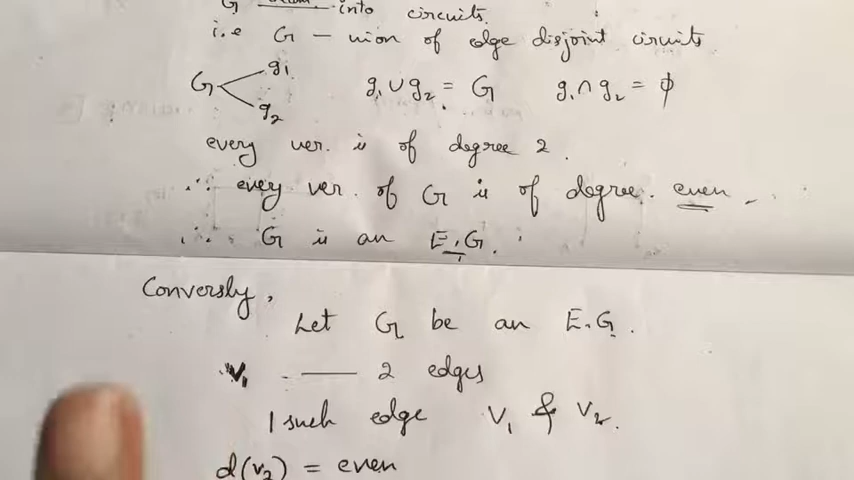 G into circuits.
i.e G - nion of edge disjoint circuits
G g1 g2 g1 ∪ g2 = G g1 ∩ g2 = ϕ
every ver. is of degree 2.
∴ every ver. of G is of degree. even
∴ G is an E.G.
Conversly,
Let G be an E.G.
V1 —— 2 edges
1 such edge V1 & V2.
d(v2) = even